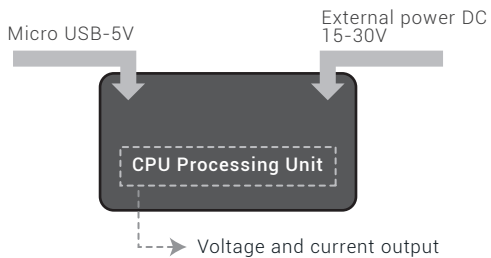 Micro USB-5V
External power DC
15-30V
CPU Processing Unit
Voltage and current output